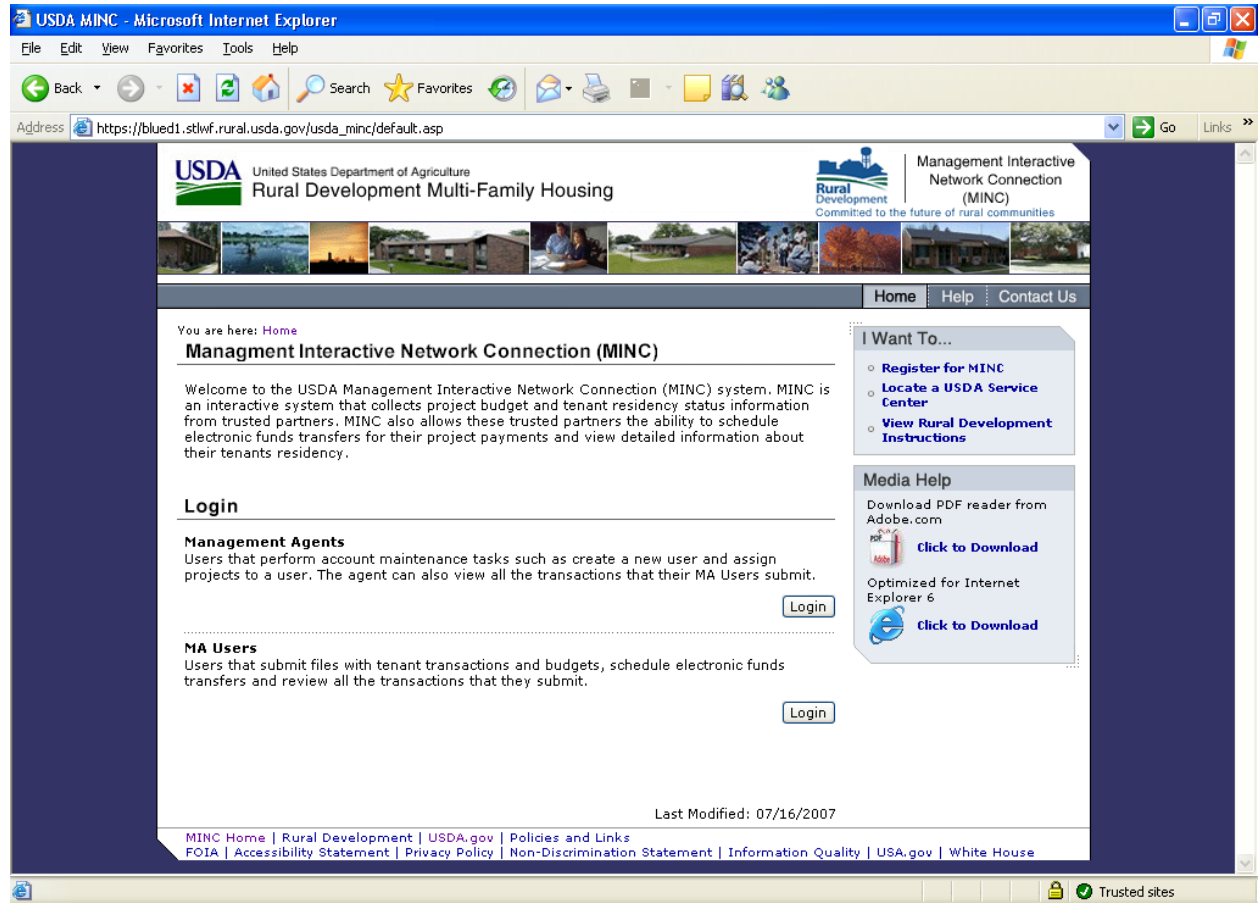 USDA MINC - Microsoft Internet Explorer
File Edit View Favorites Tools Help
Back Search Favorites
Address https://blued1.stlwf.rural.usda.gov/usda_minc/default.asp Go Links »
USDA United States Department of Agriculture
Rural Development Multi-Family Housing
Rural
Development
Committed to the future of rural communities
Management Interactive
Network Connection
(MINC)
Home Help Contact Us
You are here: Home
Managment Interactive Network Connection (MINC)
Welcome to the USDA Management Interactive Network Connection (MINC) system. MINC is
an interactive system that collects project budget and tenant residency status information
from trusted partners. MINC also allows these trusted partners the ability to schedule
electronic funds transfers for their project payments and view detailed information about
their tenants residency.
Login
Management Agents
Users that perform account maintenance tasks such as create a new user and assign
projects to a user. The agent can also view all the transactions that their MA Users submit.
Login
MA Users
Users that submit files with tenant transactions and budgets, schedule electronic funds
transfers and review all the transactions that they submit.
Login
I Want To...
Register for MINC
Locate a USDA Service
Center
View Rural Development
Instructions
Media Help
Download PDF reader from
Adobe.com
PDF
Adobe
Click to Download
Optimized for Internet
Explorer 6
Click to Download
Last Modified: 07/16/2007
MINC Home | Rural Development | USDA.gov | Policies and Links
FOIA | Accessibility Statement | Privacy Policy | Non-Discrimination Statement | Information Quality | USA.gov | White House
Trusted sites